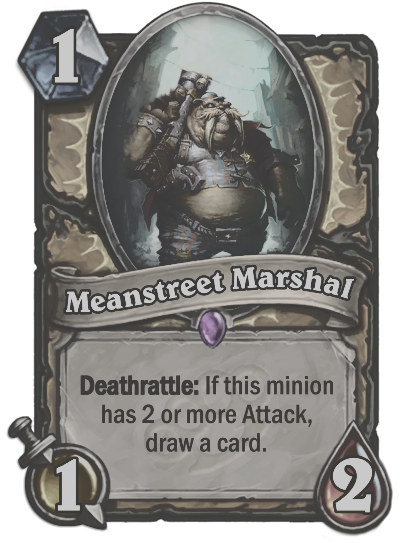 1
Meanstreet Marshal
Deathrattle: If this minion
has 2 or more Attack,
draw a card.
1
2